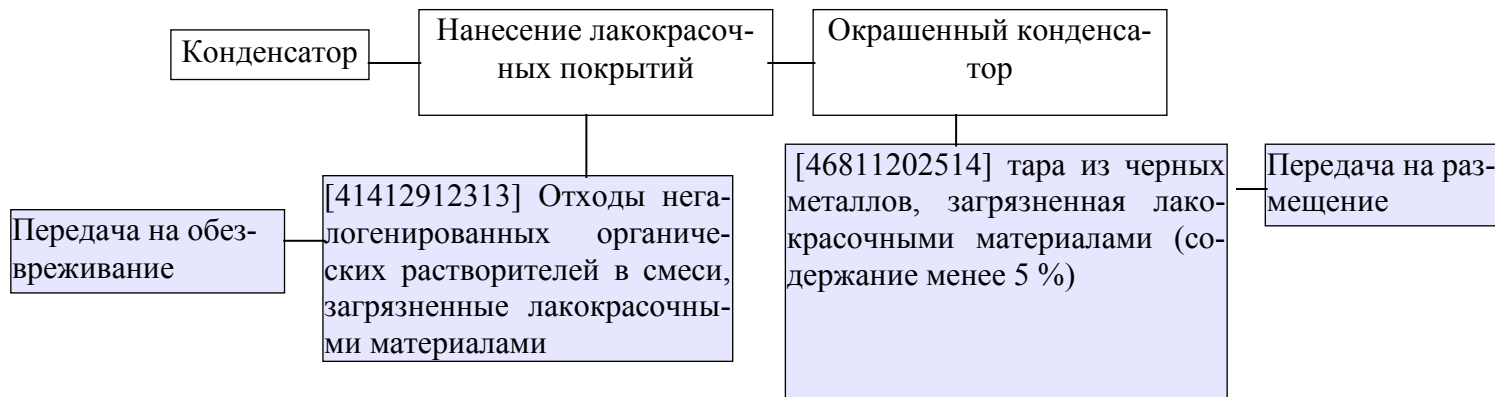 Конденсатор
Нанесение лакокрасоч-
ных покрытий
Окрашенный конденса-
тор
Передача на обез-
вреживание
[41412912313] Отходы нега-
логенированных органиче-
ских растворителей в смеси,
загрязненные лакокрасочны-
ми материалами
[46811202514] тара из черных
металлов, загрязненная лако-
красочными материалами (со-
держание менее 5 %)
Передача на раз-
мещение